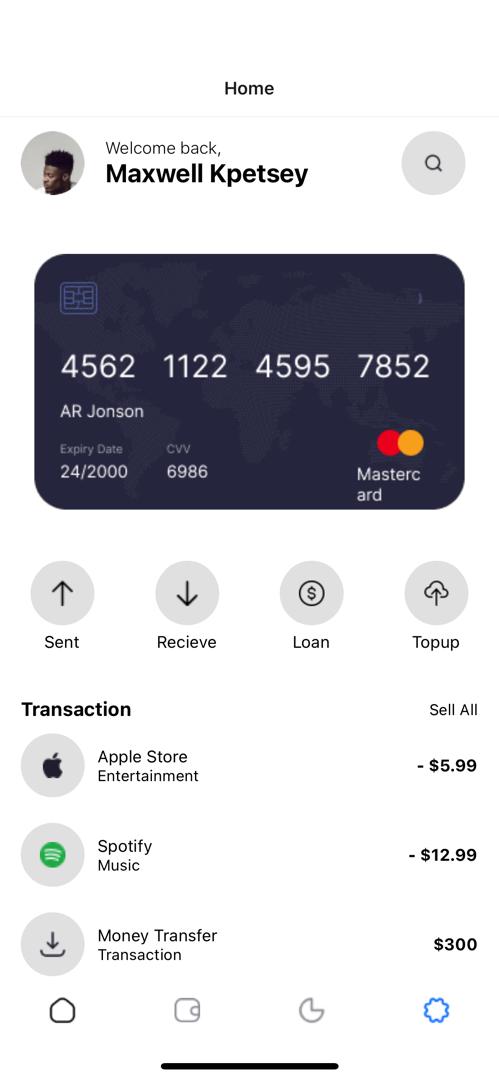 Home
Welcome back,
Maxwell Kpetsey
4562 1122 4595 7852
AR Jonson
Expiry Date CVV
24/2000 6986
Masterc
ard
Sent Recieve Loan Topup
Transaction Sell All
Apple Store
Entertainment
- $5.99
Spotify
Music
- $12.99
Money Transfer
Transaction
$300